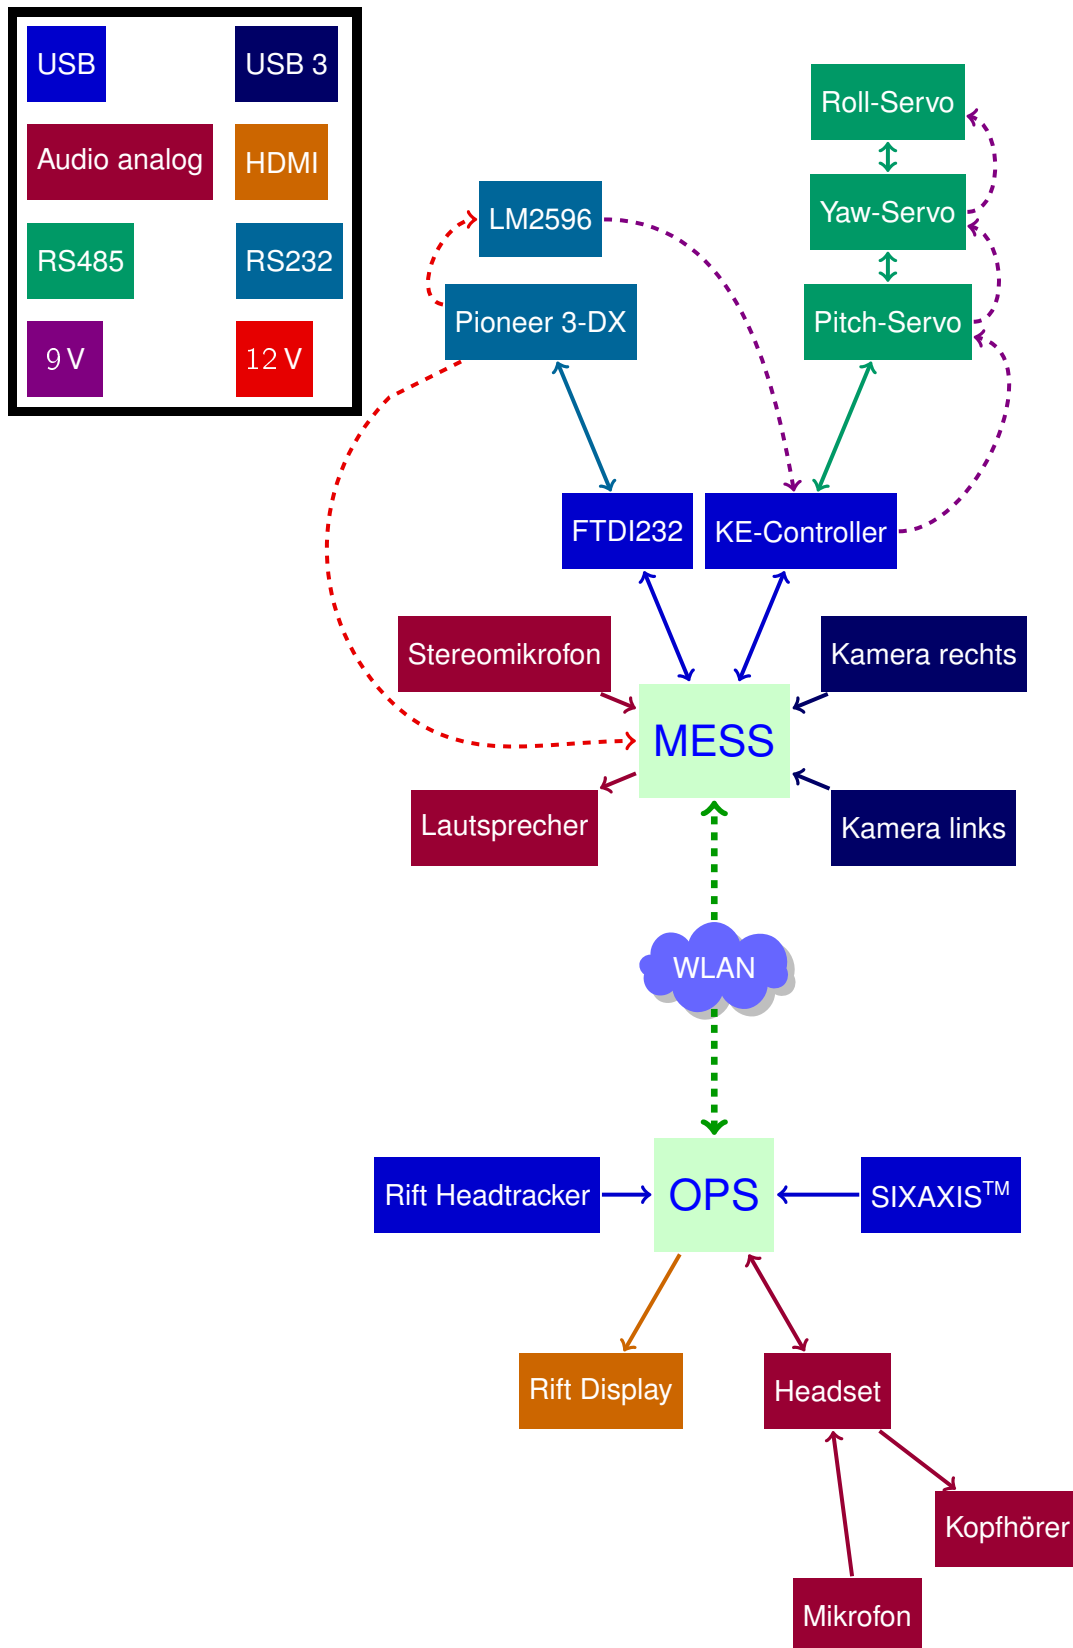 USB
USB 3
Audio analog
HDMI
RS485
RS232
9 V
12 V
Roll-Servo
Yaw-Servo
LM2596
Pioneer 3-DX
Pitch-Servo
FTDI232
KE-Controller
Stereomikrofon
Kamera rechts
MESS
Lautsprecher
Kamera links
WLAN
Rift Headtracker
OPS
SIXAXIS™
Rift Display
Headset
Kopfhörer
Mikrofon